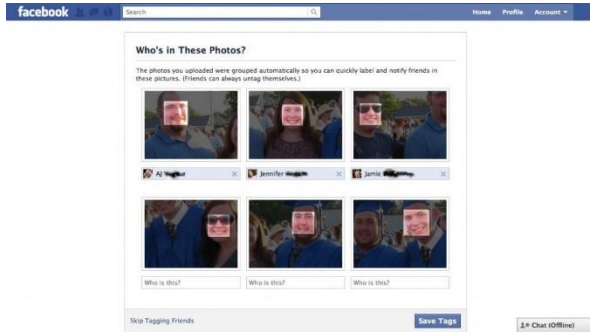 facebook
Search
Home Profile Account
Who's in These Photos?
The photos you uploaded were grouped automatically so you can quickly label and notify friends in
these pictures. (Friends can always untag themselves.)
AJ
Jennifer
Jamie
Who is this? Who is this? Who is this?
Skip Tagging Friends
Save Tags
Chat (Offline)